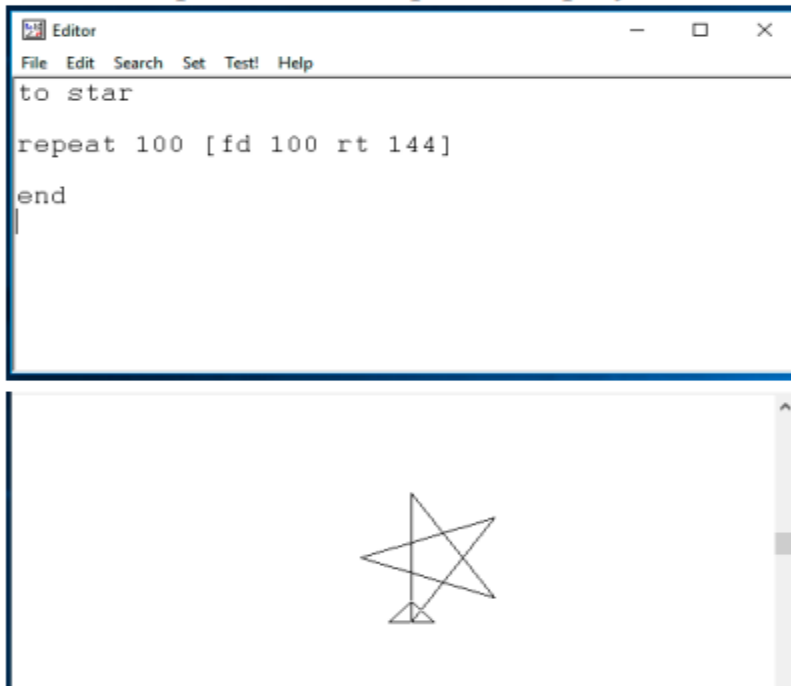 Editor
File Edit Search Set Test! Help
to star
repeat 100 [fd 100 rt 144]
end